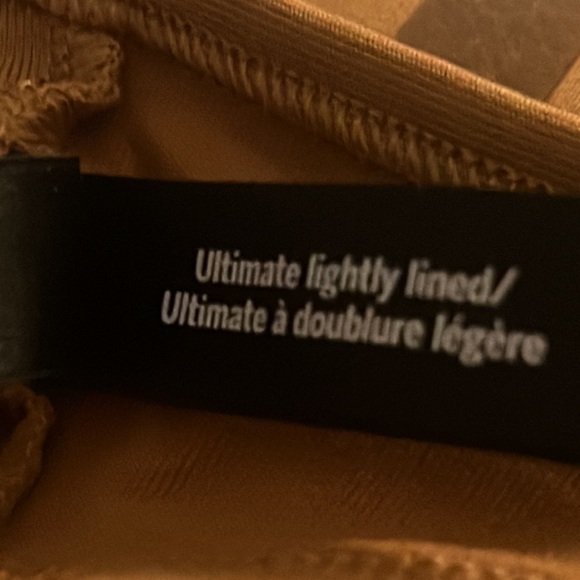 Ultimate lightly lined/
Ultimate à doublure légère